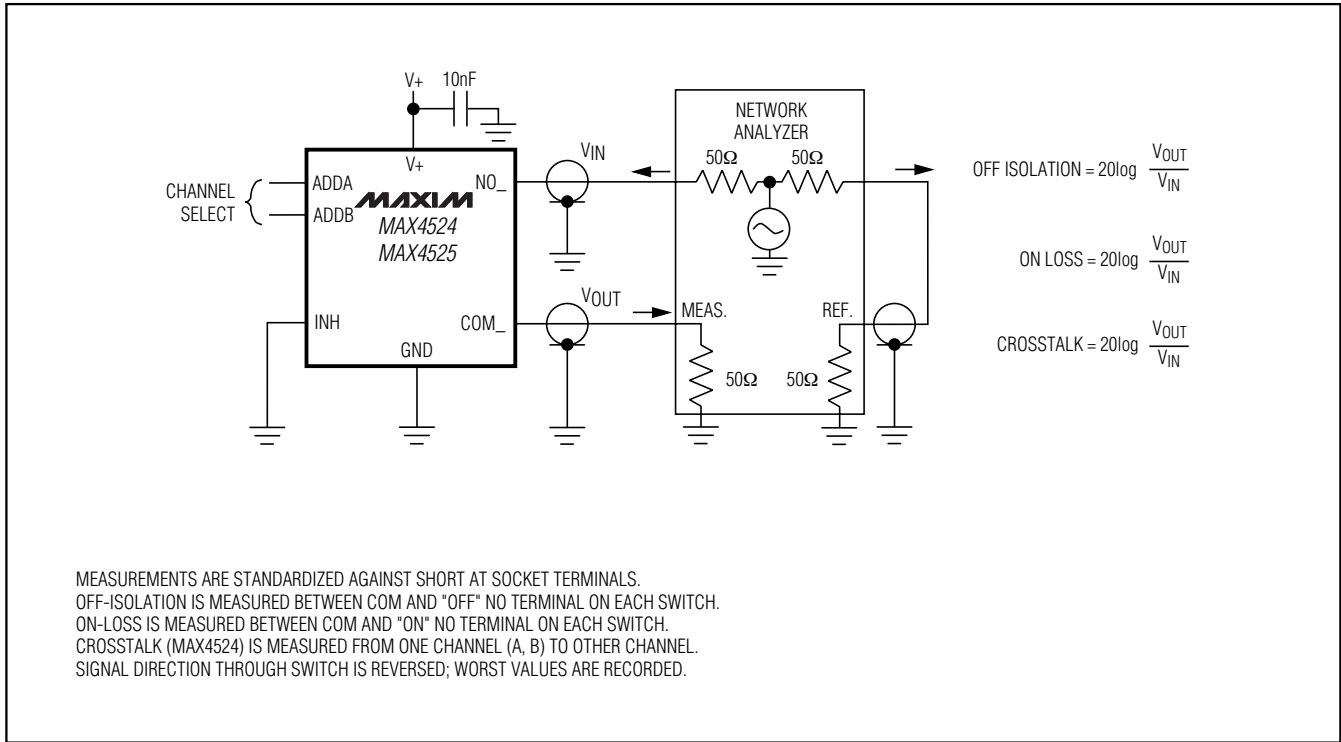 V+ 10nF
V+
CHANNEL
SELECT
ADDA
ADDB
INH
MAXIM
MAX4524
MAX4525
NO_
COM_
GND
VIN
VOUT
NETWORK
ANALYZER
50Ω 50Ω
MEAS. REF.
50Ω 50Ω
OFF ISOLATION = 20log VOUT
VIN
ON LOSS = 20log VOUT
VIN
CROSSTALK = 20log VOUT
VIN
MEASUREMENTS ARE STANDARDIZED AGAINST SHORT AT SOCKET TERMINALS.
OFF-ISOLATION IS MEASURED BETWEEN COM AND "OFF" NO TERMINAL ON EACH SWITCH.
ON-LOSS IS MEASURED BETWEEN COM AND "ON" NO TERMINAL ON EACH SWITCH.
CROSSTALK (MAX4524) IS MEASURED FROM ONE CHANNEL (A, B) TO OTHER CHANNEL.
SIGNAL DIRECTION THROUGH SWITCH IS REVERSED; WORST VALUES ARE RECORDED.